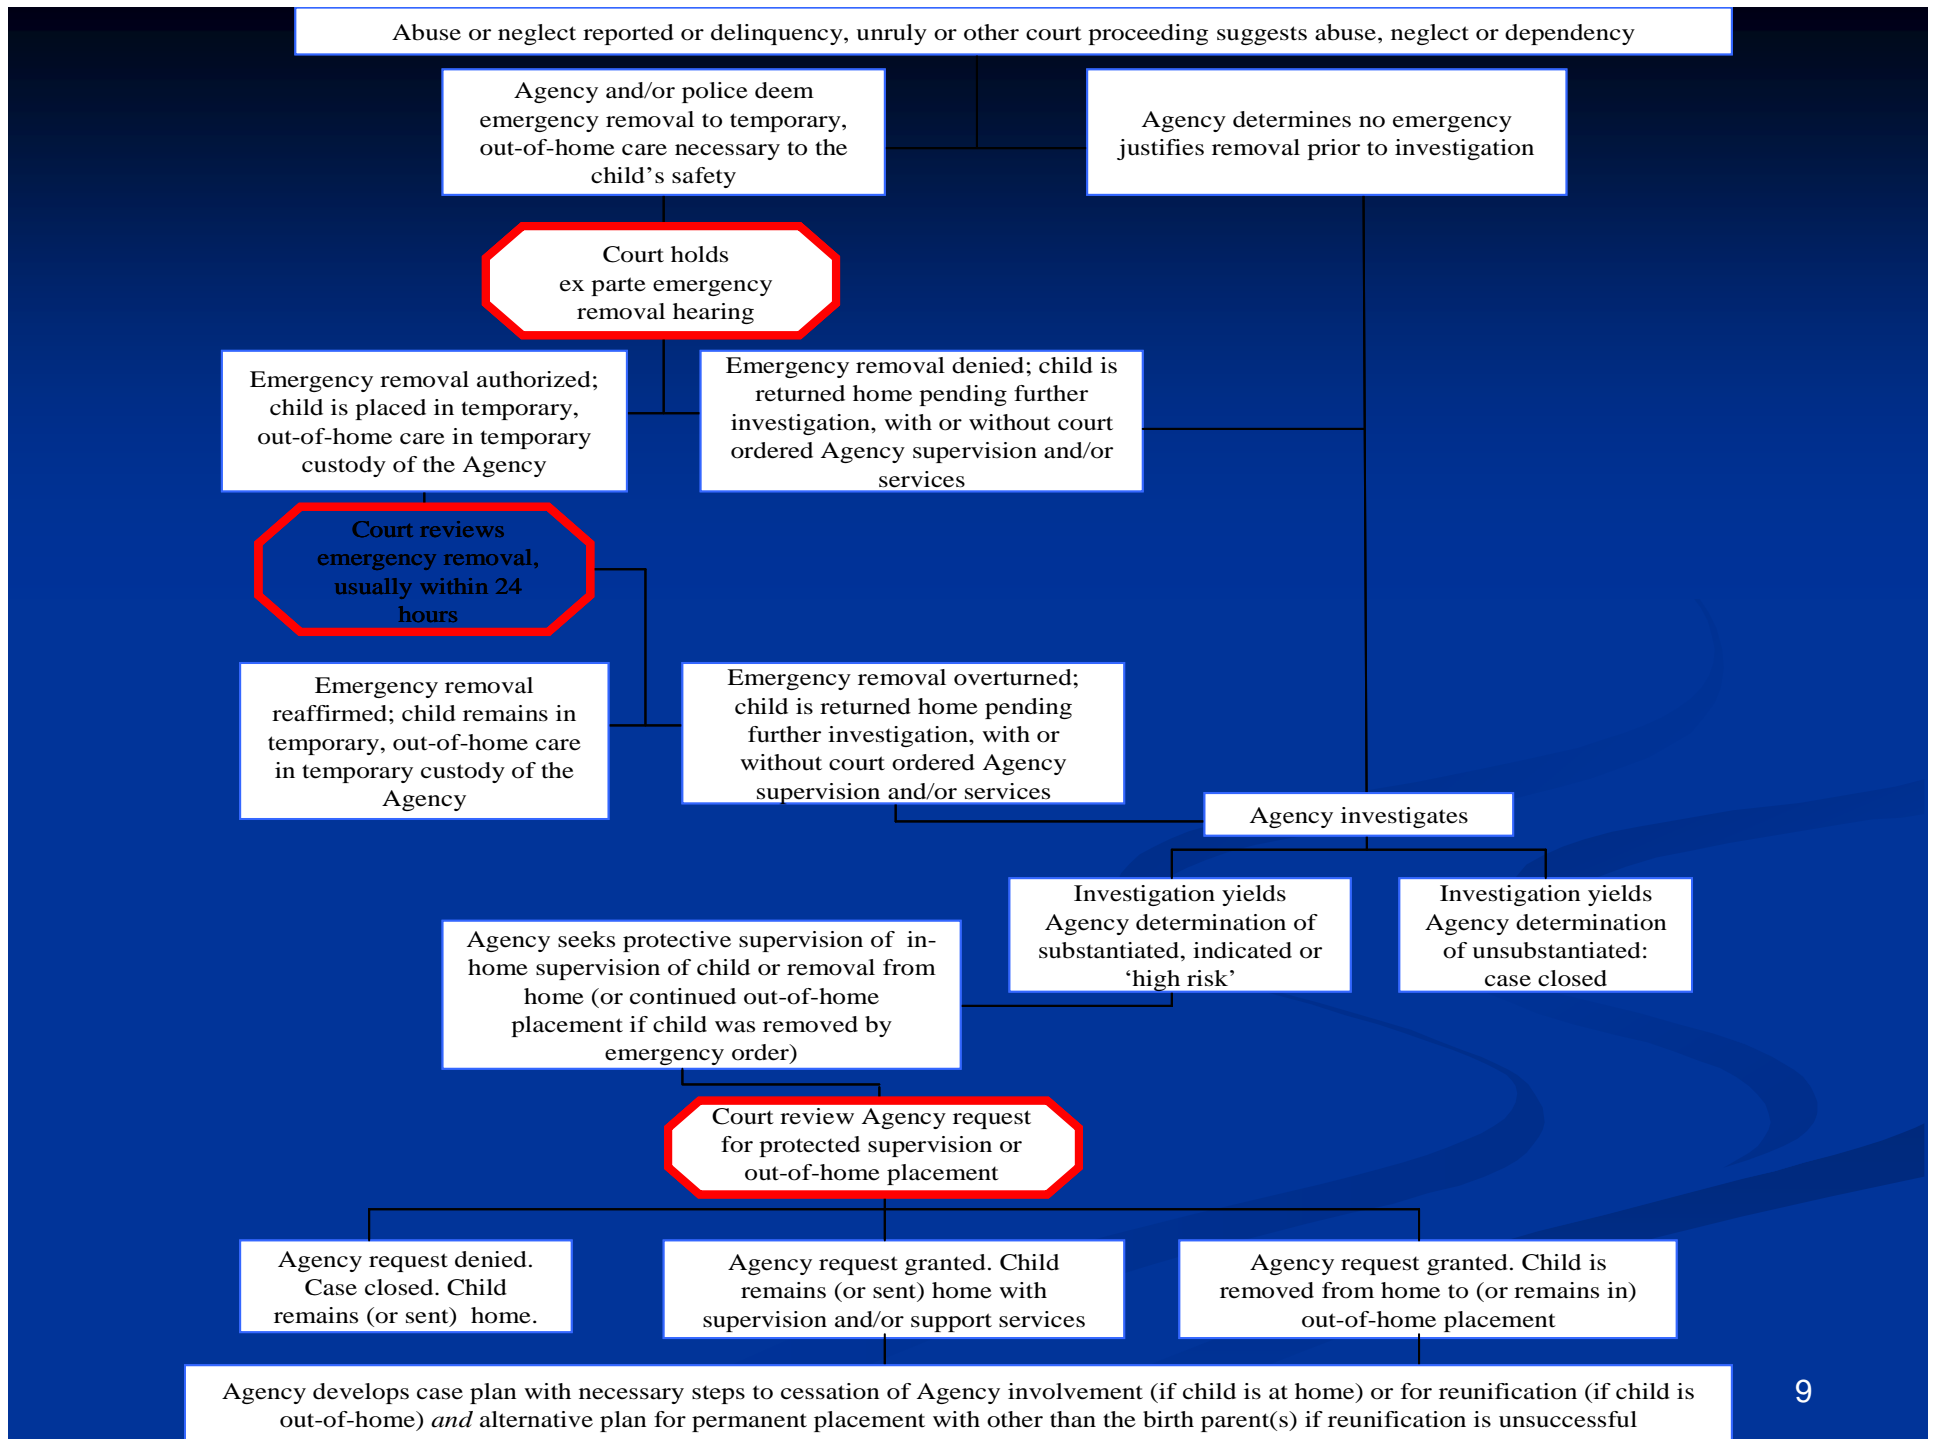 Abuse or neglect reported or delinquency, unruly or other court proceeding suggests abuse, neglect or dependency
Agency and/or police deem
emergency removal to temporary,
out-of-home care necessary to the
child’s safety
Agency determines no emergency
justifies removal prior to investigation
Court holds
ex parte emergency
removal hearing
Emergency removal authorized;
child is placed in temporary,
out-of-home care in temporary
custody of the Agency
Emergency removal denied; child is
returned home pending further
investigation, with or without court
ordered Agency supervision and/or
services
Court reviews
emergency removal,
usually within 24
hours
Emergency removal
reaffirmed; child remains in
temporary, out-of-home care
in temporary custody of the
Agency
Emergency removal overturned;
child is returned home pending
further investigation, with or
without court ordered Agency
supervision and/or services
Agency investigates
Investigation yields
Agency determination of
substantiated, indicated or
‘high risk’
Investigation yields
Agency determination
of unsubstantiated:
case closed
Agency seeks protective supervision of  in-
home supervision of child or removal from
home (or continued out-of-home
placement if child was removed by
emergency order)
Court review Agency request
for protected supervision or
out-of-home placement
Agency request denied.
Case closed. Child
remains (or sent)  home.
Agency request granted. Child
remains (or sent) home with
supervision and/or support services
Agency request granted. Child is
removed from home to (or remains in)
out-of-home placement
Agency develops case plan with necessary steps to cessation of Agency involvement (if child is at home) or for reunification (if child is
out-of-home) and alternative plan for permanent placement with other than the birth parent(s) if reunification is unsuccessful
9